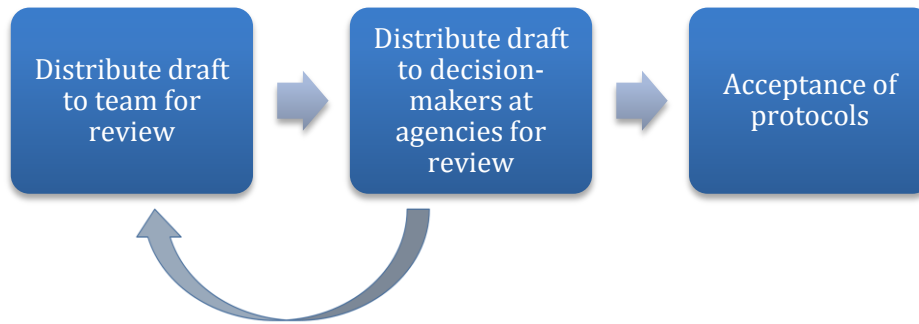 Distribute draft
to team for
review
Distribute draft
to decision-
makers at
agencies for
review
Acceptance of
protocols